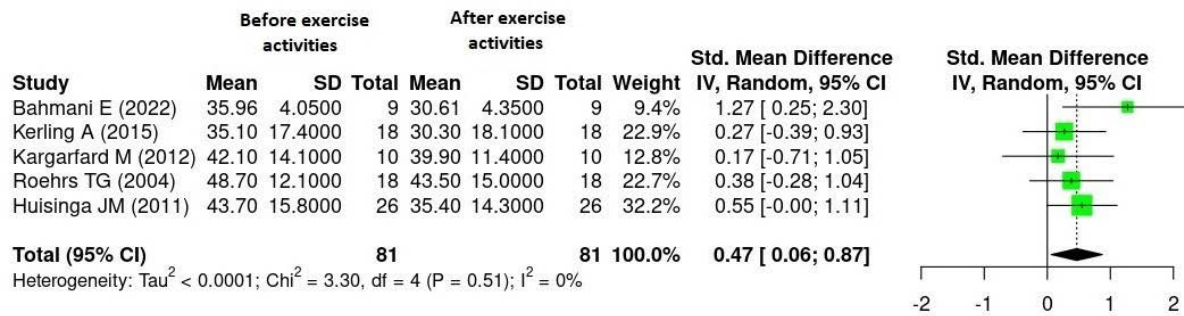 Before exercise activities After exercise activities
Std. Mean Difference Std. Mean Difference
Study Mean SD Total Mean SD Total Weight IV, Random, 95% CI IV, Random, 95% CI
Bahmani E (2022) 35.96 4.0500 9 30.61 4.3500 9 9.4% 1.27 [ 0.25; 2.30]
Kerling A (2015) 35.10 17.4000 18 30.30 18.1000 18 22.9% 0.27 [-0.39; 0.93]
Kargarfard M (2012) 42.10 14.1000 10 39.90 11.4000 10 12.8% 0.17 [-0.71; 1.05]
Roehrs TG (2004) 48.70 12.1000 18 43.50 15.0000 18 22.7% 0.38 [-0.28; 1.04]
Huisinga JM (2011) 43.70 15.8000 26 35.40 14.3000 26 32.2% 0.55 [-0.00; 1.11]
Total (95% CI) 81 81 100.0% 0.47 [ 0.06; 0.87]
Heterogeneity: Tau² < 0.0001; Chi² = 3.30, df = 4 (P = 0.51); I² = 0%
-2 -1 0 1 2